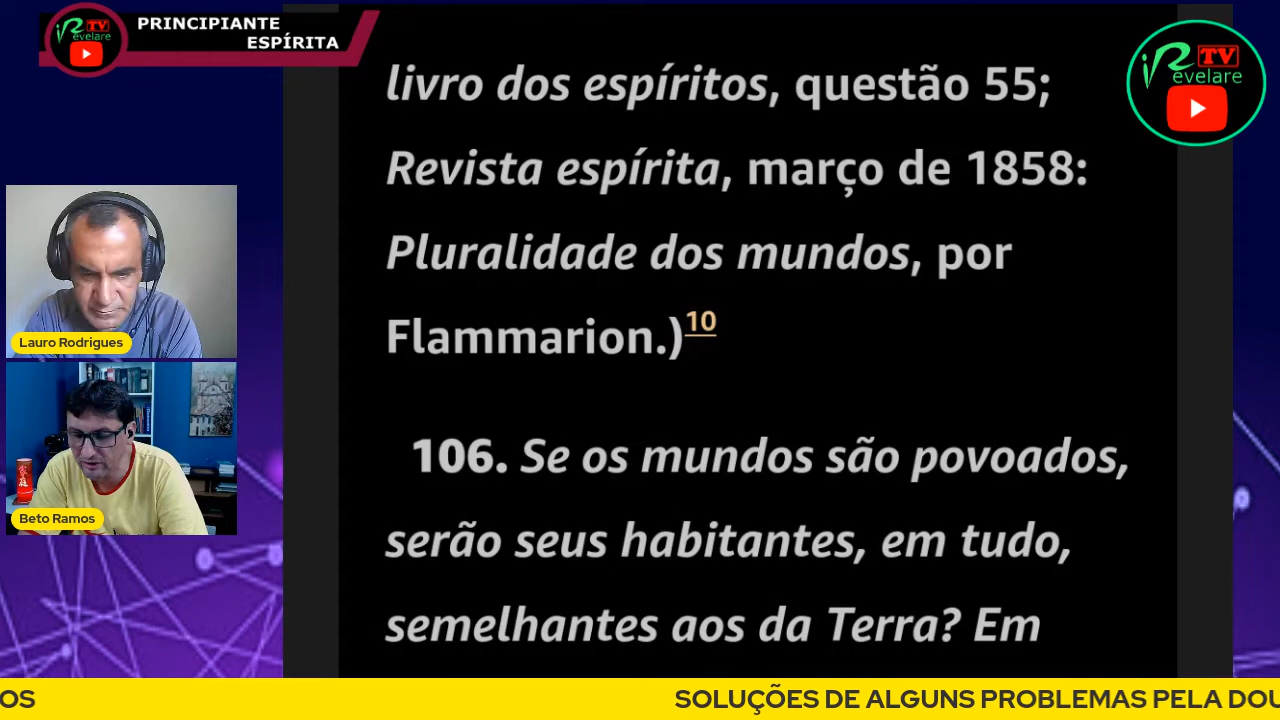 PRINCIPIANTE
ESPÍRITA
iR TV
evelare
iR TV
evelare
livro dos espíritos, questão 55;
Revista espírita, março de 1858:
Pluralidade dos mundos, por
Flammarion.)10
106. Se os mundos são povoados,
serão seus habitantes, em tudo,
semelhantes aos da Terra? Em
Lauro Rodrigues
Beto Ramos
OS
SOLUÇÕES DE ALGUNS PROBLEMAS PELA DOU